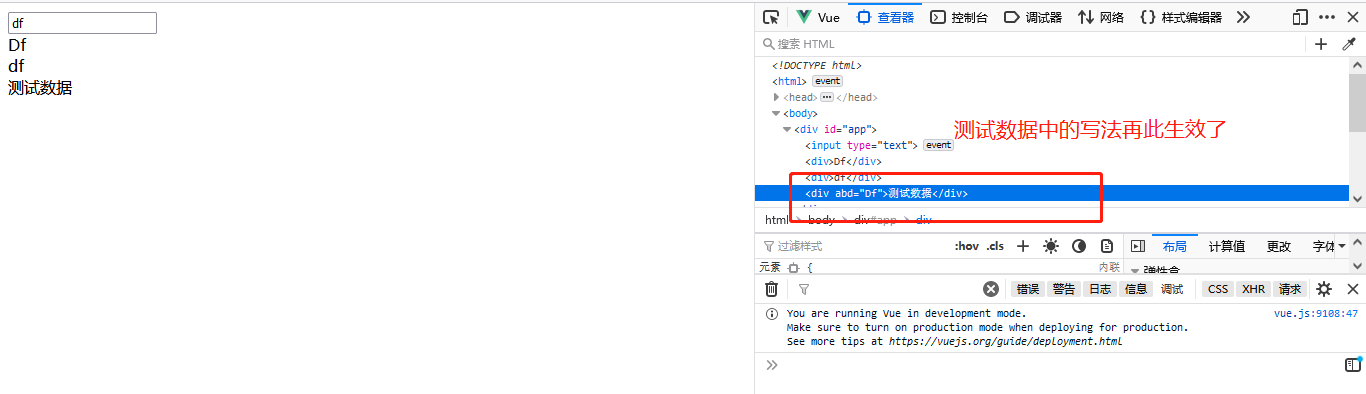 df
Df
df
测试数据
Vue 查看器 控制台 调试器 网络 {} 样式编辑器
搜索 HTML
<!DOCTYPE html>
<html> event
<head> ••• </head>
<body>
<div id="app">
测试数据中的写法再此生效了
<input type="text"> event
<div>Df</div>
<div>df</div>
<div abd="Df">测试数据</div>
html > body > div#app > div
过滤样式 :hov .cls 布局 计算值 更改 字体
元素 { 内联
弹性盒
错误 警告 日志 信息 调试 CSS XHR 请求
You are running Vue in development mode. vue.js:9108:47
Make sure to turn on production mode when deploying for production.
See more tips at https://vuejs.org/guide/deployment.html